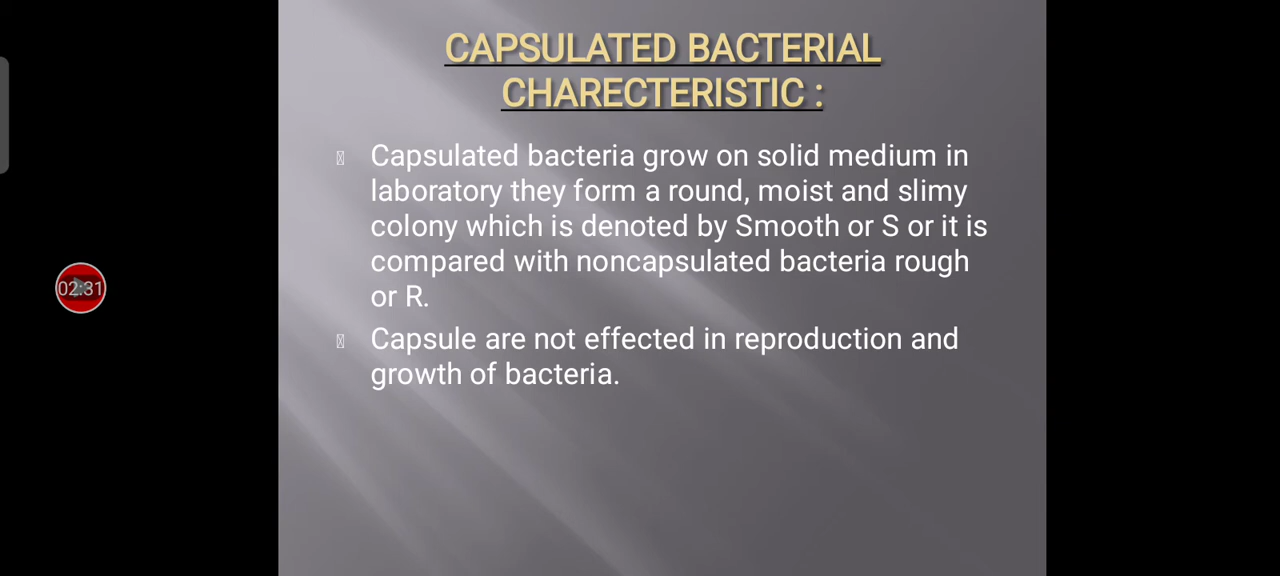 CAPSULATED BACTERIAL
CHARECTERISTIC :
Capsulated bacteria grow on solid medium in
laboratory they form a round, moist and slimy
colony which is denoted by Smooth or S or it is
compared with noncapsulated bacteria rough
or R.
Capsule are not effected in reproduction and
growth of bacteria.
02:31